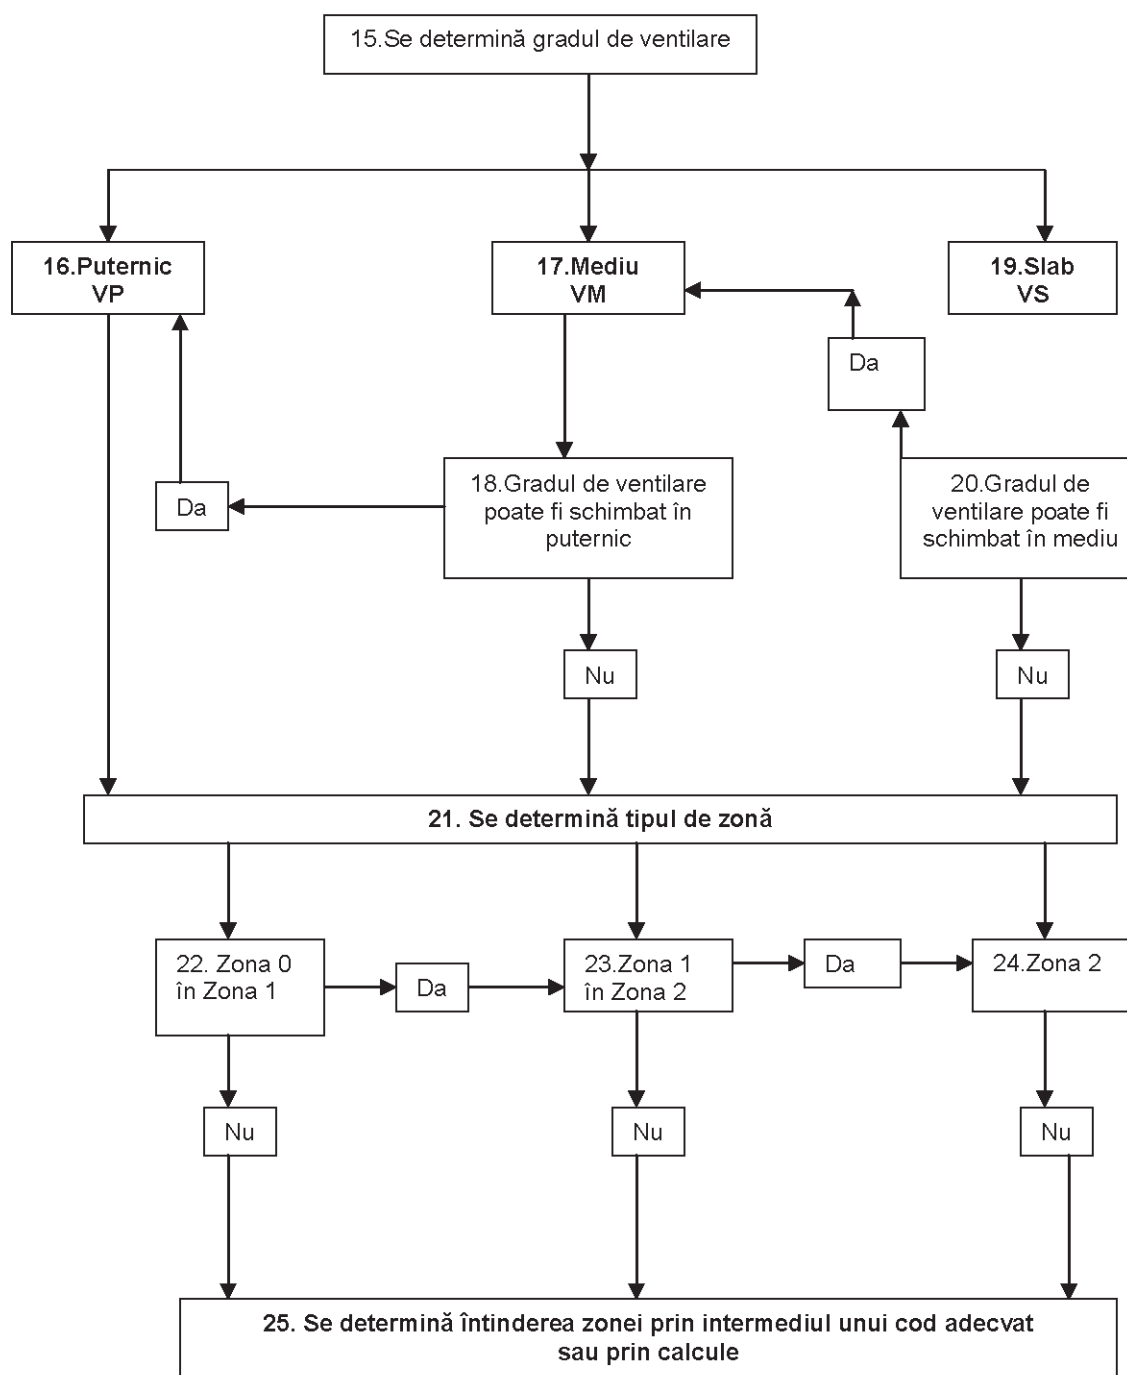 15.Se determină gradul de ventilare
16.Puternic
VP
17.Mediu
VM
19.Slab
VS
Da
Da
18.Gradul de ventilare
poate fi schimbat în
puternic
20.Gradul de
ventilare poate fi
schimbat în mediu
Nu
Nu
21. Se determină tipul de zonă
22. Zona 0
în Zona 1
Da
23.Zona 1
în Zona 2
Da
24.Zona 2
Nu
Nu
Nu
25. Se determină întinderea zonei prin intermediul unui cod adecvat
sau prin calcule